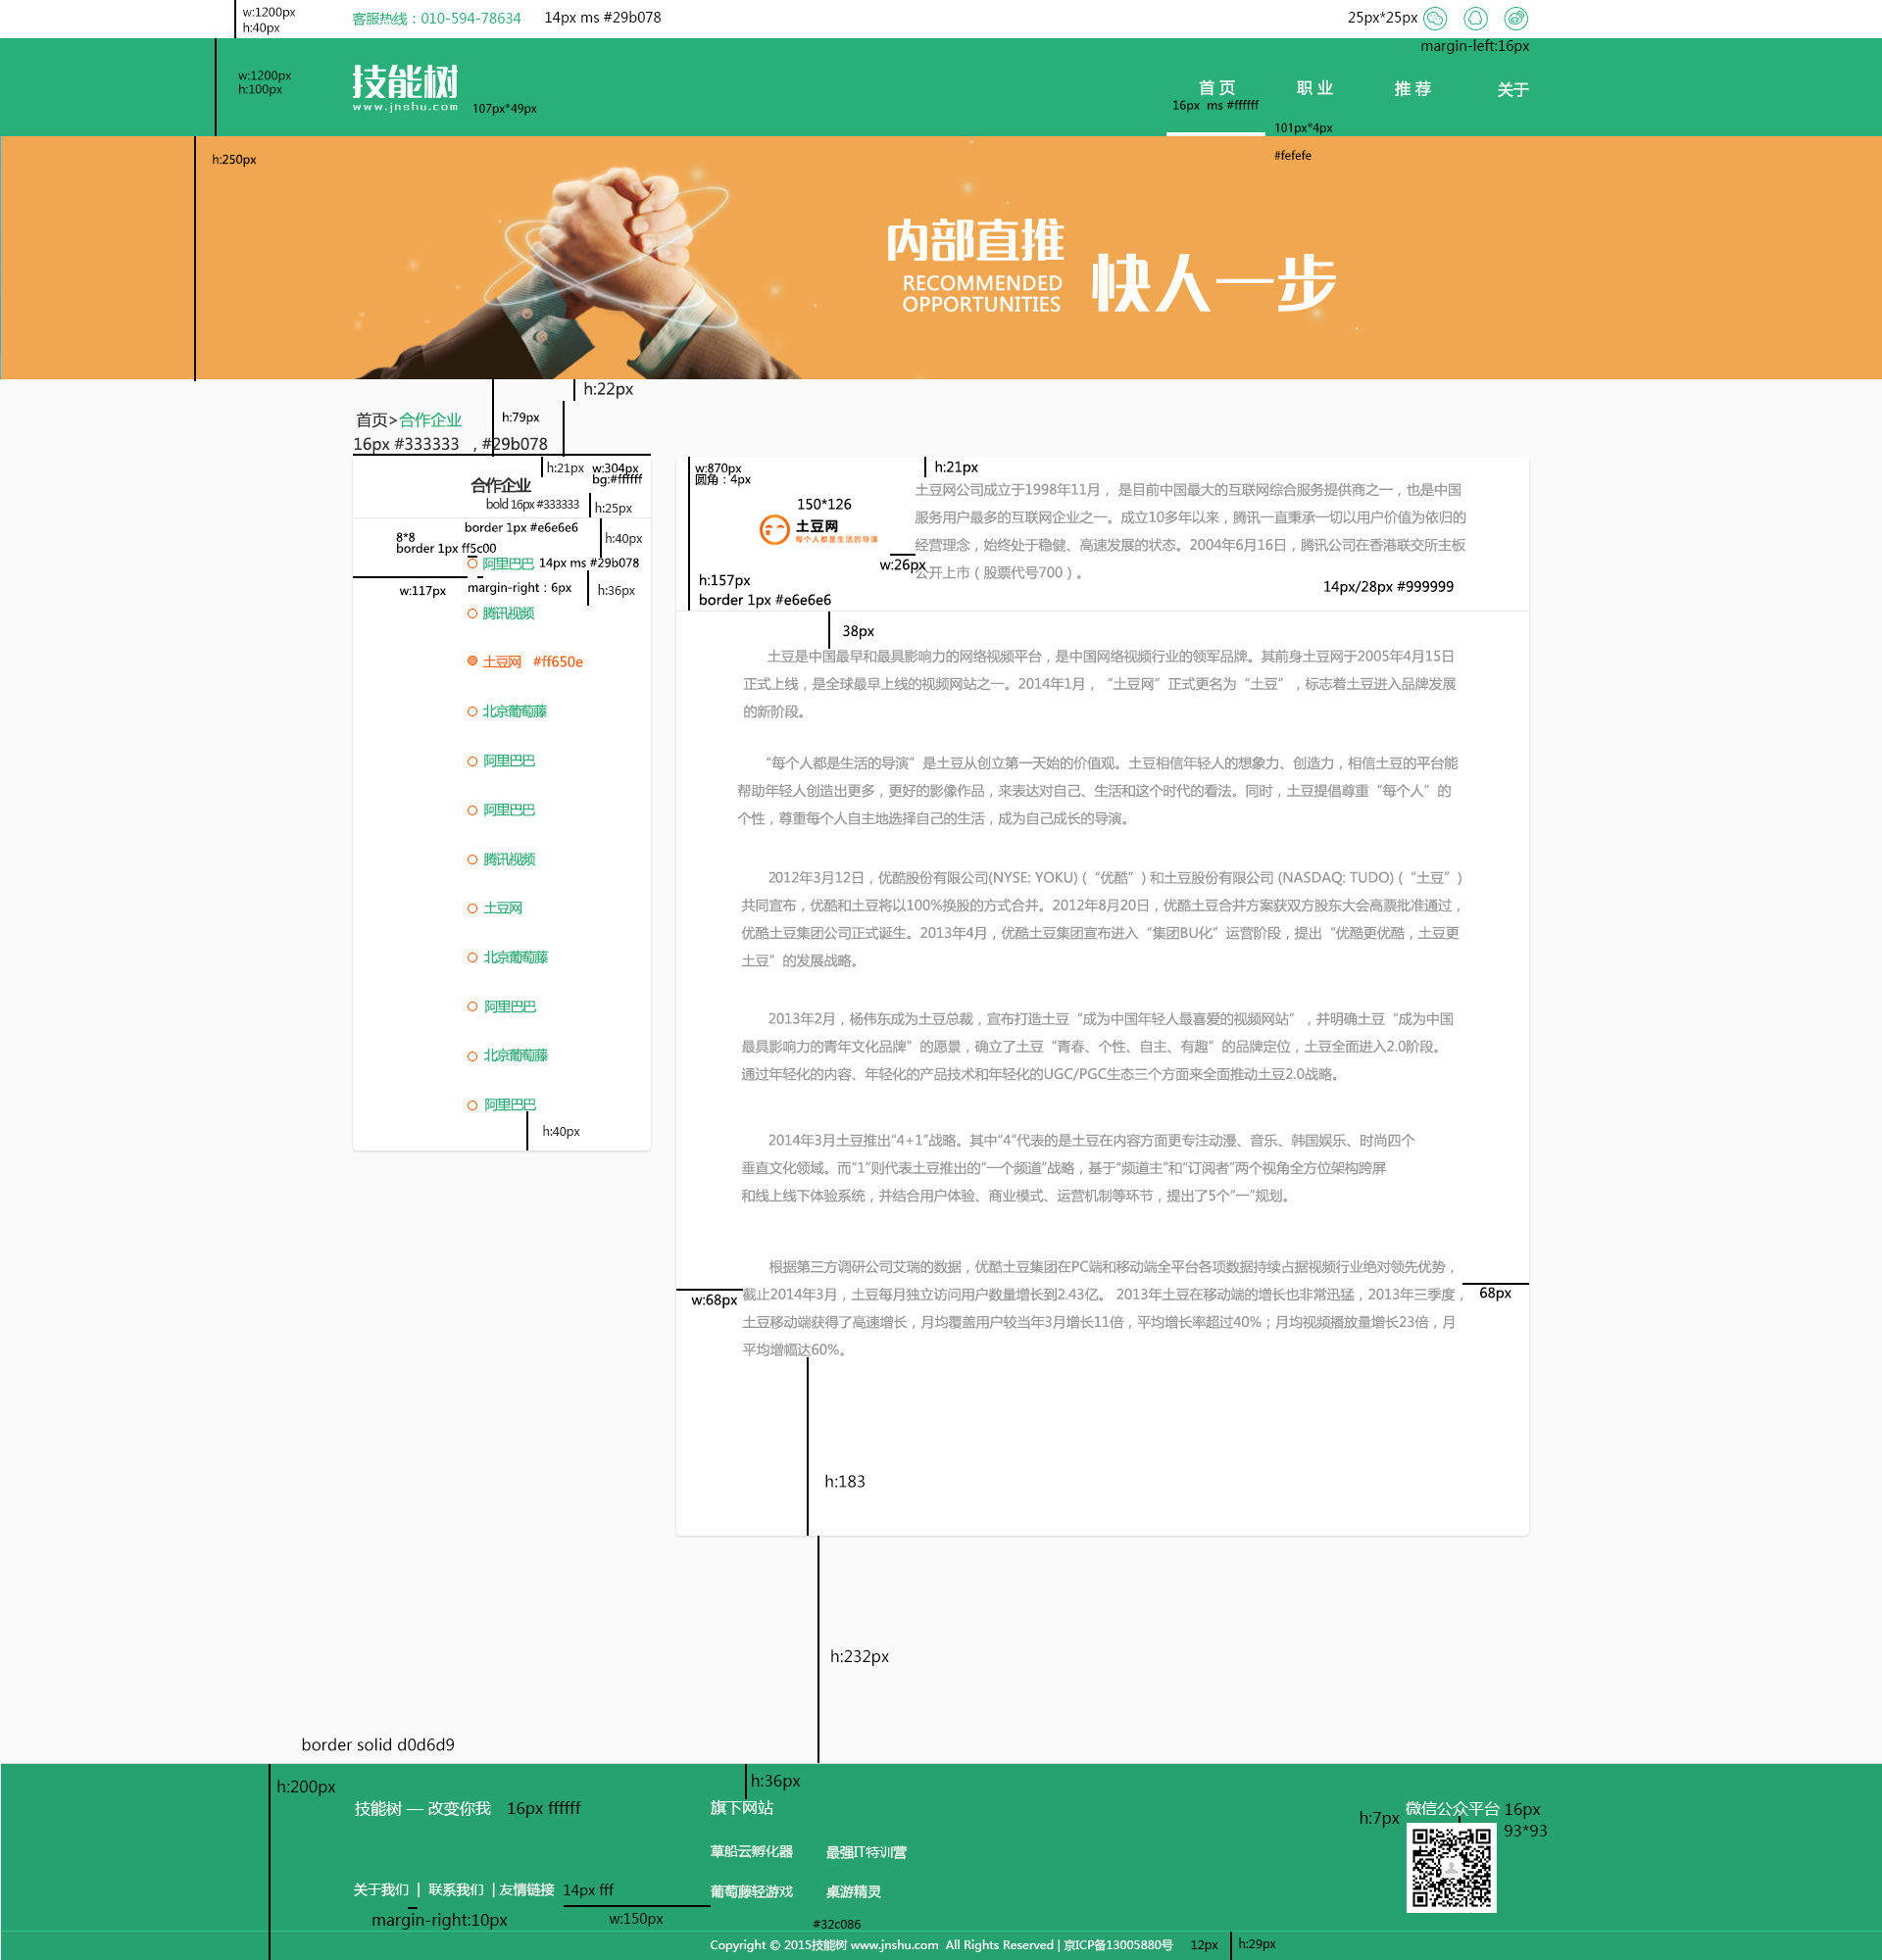 w:1200px
h:40px
客服热线：010-594-78634
14px ms #29b078
25px*25px
margin-left:16px
w:1200px
h:100px
技能树
www.jnshu.com
107px*49px
首 页
职 业
推 荐
关于
16px ms #ffffff
101px*4px
#fefefe
h:250px
内部直推
RECOMMENDED
OPPORTUNITIES
快人一步
h:22px
首页>合作企业
h:79px
16px #333333 , #29b078
h:21px
w:304px
bg:#ffffff
合作企业
bold 16px #333333
h:25px
border 1px #e6e6e6
8*8
border 1px ff5c00
h:40px
阿里巴巴
14px ms #29b078
w:117px
margin-right：6px
h:36px
腾讯视频
土豆网 #ff650e
北京葡萄藤
阿里巴巴
阿里巴巴
腾讯视频
土豆网
北京葡萄藤
阿里巴巴
北京葡萄藤
阿里巴巴
h:40px
w:870px
圆角：4px
h:21px
150*126
土豆网
每个人都是生活的导演
w:26px
h:157px
border 1px #e6e6e6
土豆网公司成立于1998年11月， 是目前中国最大的互联网综合服务提供商之一，也是中国
服务用户最多的互联网企业之一。成立10多年以来，腾讯一直秉承一切以用户价值为依归的
经营理念，始终处于稳健、高速发展的状态。2004年6月16日，腾讯公司在香港联交所主板
公开上市（股票代号700）。
14px/28px #999999
38px
土豆是中国最早和最具影响力的网络视频平台，是中国网络视频行业的领军品牌。其前身土豆网于2005年4月15日
正式上线，是全球最早上线的视频网站之一。2014年1月，“土豆网”正式更名为“土豆”，标志着土豆进入品牌发展
的新阶段。
“每个人都是生活的导演”是土豆从创立第一天始的价值观。土豆相信年轻人的想象力、创造力，相信土豆的平台能
帮助年轻人创造出更多，更好的影像作品，来表达对自己、生活和这个时代的看法。同时，土豆提倡尊重“每个人”的
个性，尊重每个人自主地选择自己的生活，成为自己成长的导演。
2012年3月12日，优酷股份有限公司(NYSE: YOKU)（“优酷”）和土豆股份有限公司 (NASDAQ: TUDO)（“土豆”）
共同宣布，优酷和土豆将以100%换股的方式合并。2012年8月20日，优酷土豆合并方案获双方股东大会高票批准通过，
优酷土豆集团公司正式诞生。2013年4月，优酷土豆集团宣布进入“集团BU化”运营阶段，提出“优酷更优酷，土豆更
土豆”的发展战略。
2013年2月，杨伟东成为土豆总裁，宣布打造土豆“成为中国年轻人最喜爱的视频网站”，并明确土豆“成为中国
最具影响力的青年文化品牌”的愿景，确立了土豆“青春、个性、自主、有趣”的品牌定位，土豆全面进入2.0阶段。
通过年轻化的内容、年轻化的产品技术和年轻化的UGC/PGC生态三个方面来全面推动土豆2.0战略。
2014年3月土豆推出“4+1”战略。其中“4”代表的是土豆在内容方面更专注动漫、音乐、韩国娱乐、时尚四个
垂直文化领域。而“1”则代表土豆推出的“一个频道”战略，基于“频道主”和“订阅者”两个视角全方位架构跨屏
和线上线下体验系统，并结合用户体验、商业模式、运营机制等环节，提出了5个“一”规划。
根据第三方调研公司艾瑞的数据，优酷土豆集团在PC端和移动端全平台各项数据持续占据视频行业绝对领先优势，
截止2014年3月，土豆每月独立访问用户数量增长到2.43亿。 2013年土豆在移动端的增长也非常迅猛，2013年三季度，
土豆移动端获得了高速增长，月均覆盖用户较当年3月增长11倍，平均增长率超过40%；月均视频播放量增长23倍，月
平均增幅达60%。
w:68px
68px
h:183
h:232px
border solid d0d6d9
h:200px
h:36px
技能树 — 改变你我 16px ffffff
旗下网站
h:7px
微信公众平台
16px
93*93
草船云孵化器
最强IT特训营
关于我们 | 联系我们 | 友情链接 14px fff
葡萄藤轻游戏
桌游精灵
margin-right:10px
w:150px
#32c086
Copyright © 2015技能树 www.jnshu.com All Rights Reserved | 京ICP备13005880号
12px
h:29px